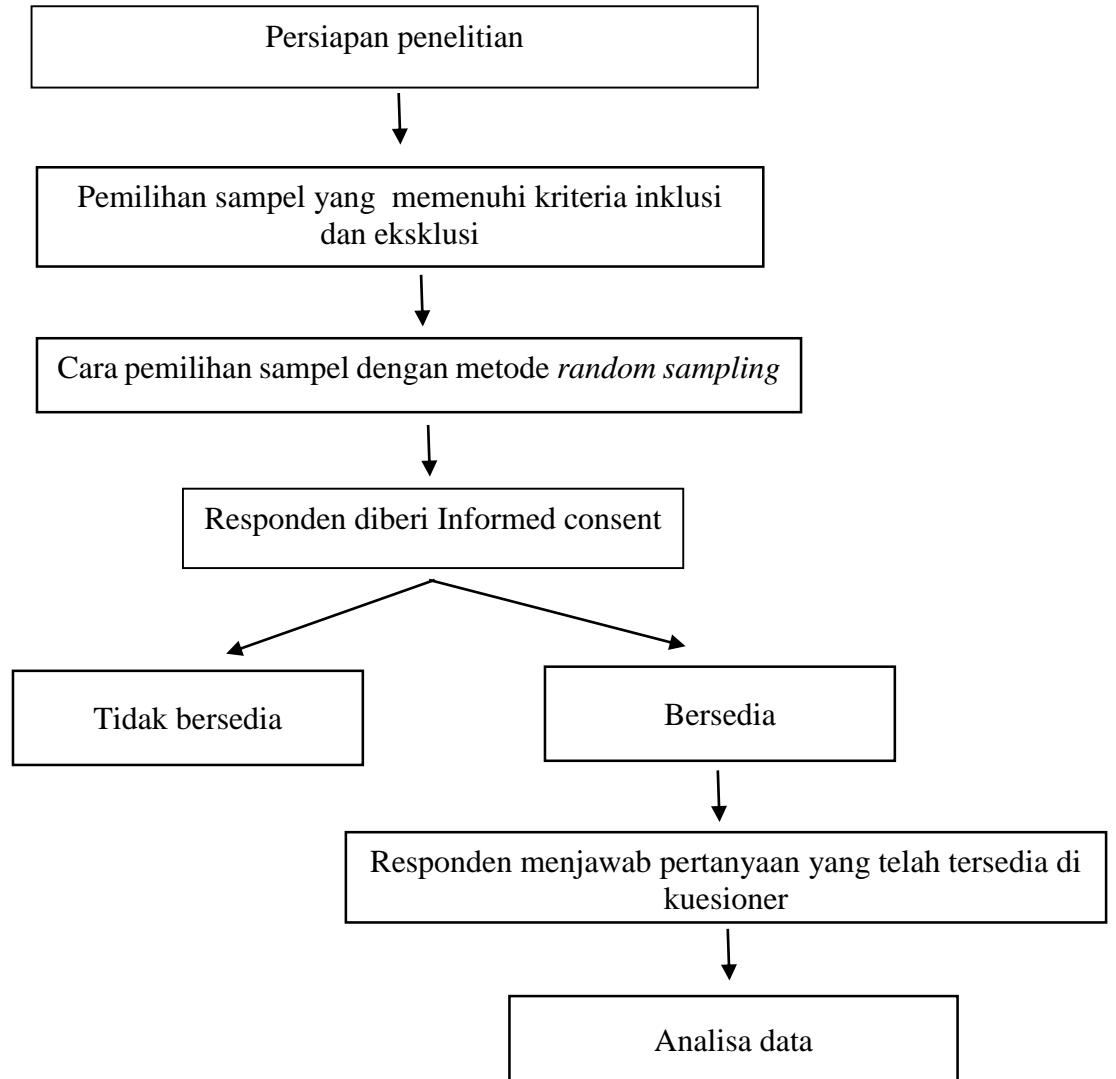 Persiapan penelitian
Pemilihan sampel yang  memenuhi kriteria inklusi
dan eksklusi
Cara pemilihan sampel dengan metode random sampling
Responden diberi Informed consent
Tidak bersedia
Bersedia
Responden menjawab pertanyaan yang telah tersedia di
kuesioner
Analisa data